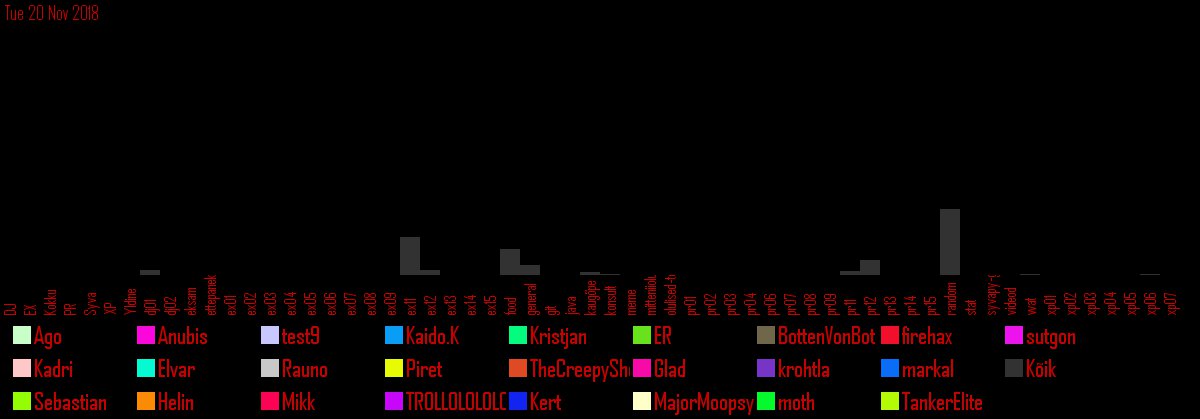 Tue 20 Nov 2018
DJ
EX
Kokku
PR
Syva
XP
Yldine
dj01
dj02
eksam
ettepanek
ex01
ex02
ex03
ex04
ex05
ex06
ex07
ex08
ex09
ex11
ex12
ex13
ex14
ex15
food
general
git
java
konsult
meme
pr01
pr02
pr03
pr04
pr06
pr07
pr08
pr09
pr11
pr12
pr13
pr14
pr15
random
stat
videod
wat
xp01
xp02
xp03
xp04
xp05
xp06
xp07
Ago Anubis test9 Kaido.K Kristjan ER BottenVonBot firehax sutgon
Kadri Elvar Rauno Piret TheCreepySh Glad krohtla markal Kõik
Sebastian Helin Mikk TROLLOLOLOLO Kert MajorMoopsy moth TankerElite